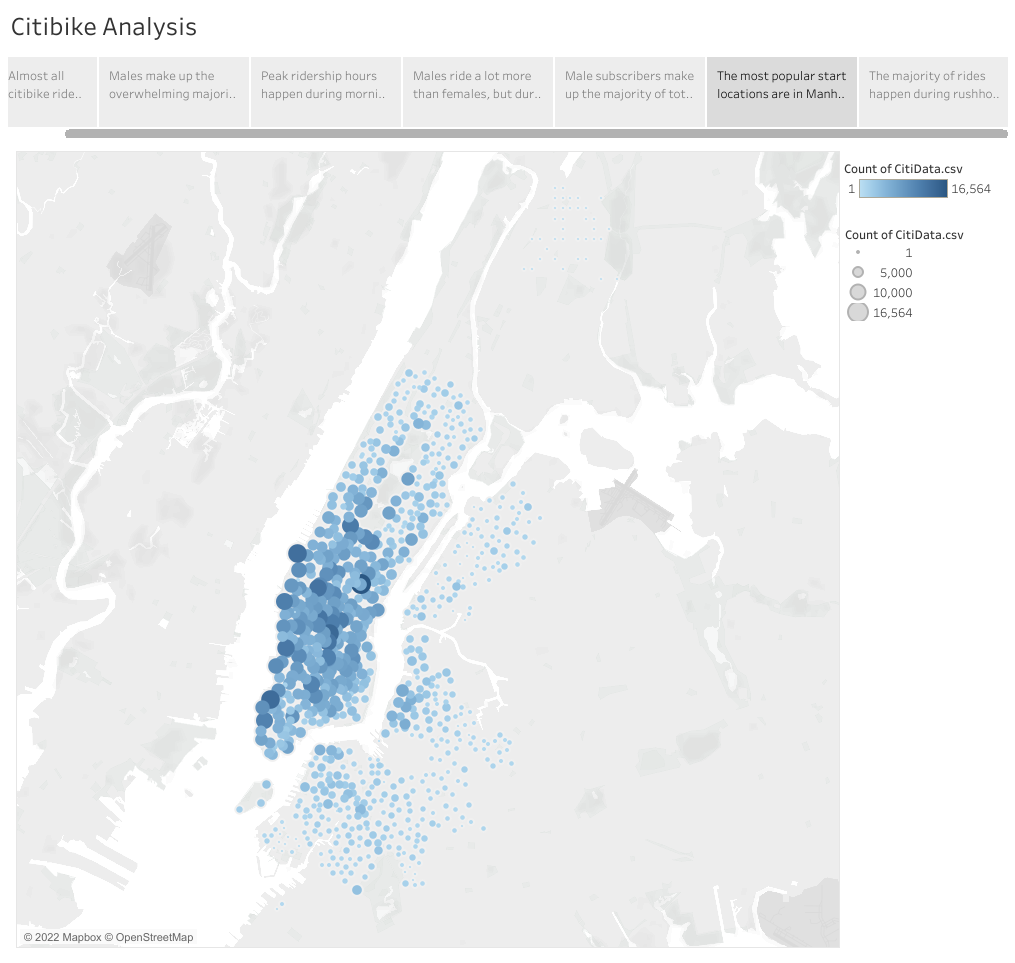 Citibike Analysis
Almost all
citibike ride..
Males make up the
overwhelming majori..
Peak ridership hours
happen during morni..
Males ride a lot more
than females, but dur..
Male subscribers make
up the majority of tot..
The most popular start
locations are in Manh..
The majority of rides
happen during rushho..
Count of CitiData.csv
1 16,564
Count of CitiData.csv
1
5,000
10,000
16,564
© 2022 Mapbox © OpenStreetMap